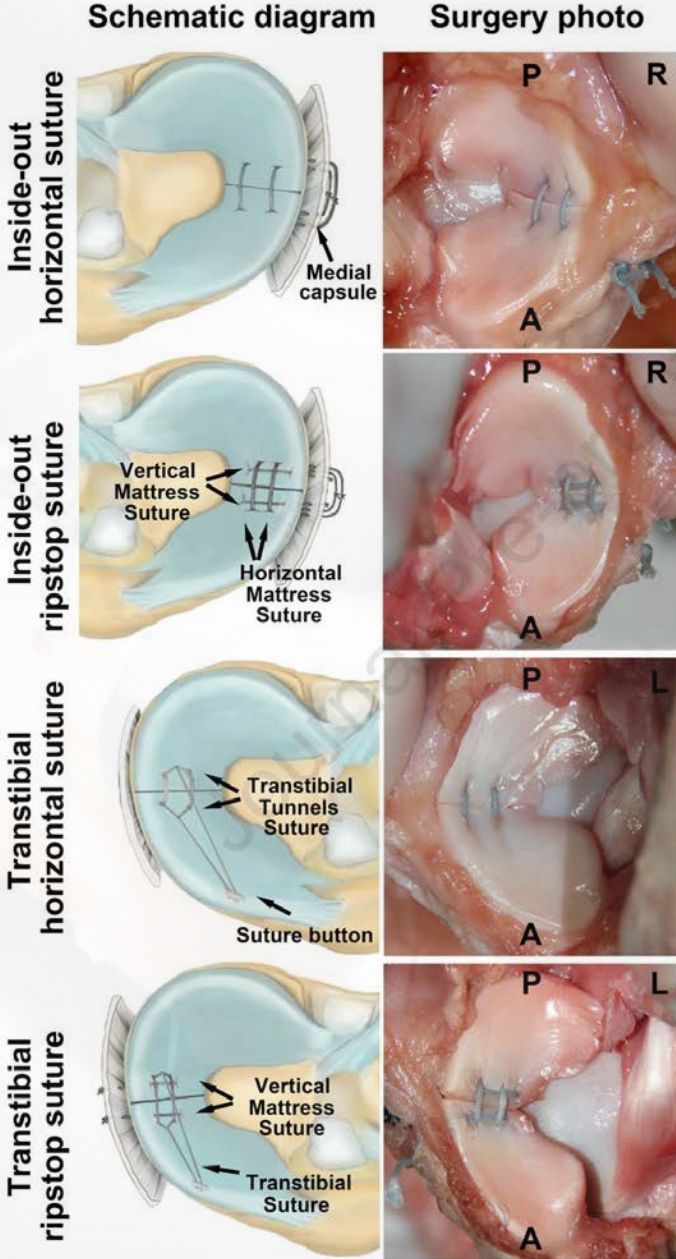 Schematic diagram
Surgery photo
Inside-out
horizontal suture
Medial
capsule
P
R
A
Inside-out
ripstop suture
Vertical
Mattress
Suture
Horizontal
Mattress
Suture
P
R
A
Transtibial
horizontal suture
Transtibial
Tunnels
Suture
Suture button
P
L
A
Transtibial
ripstop suture
Vertical
Mattress
Suture
Transtibial
Suture
P
L
A